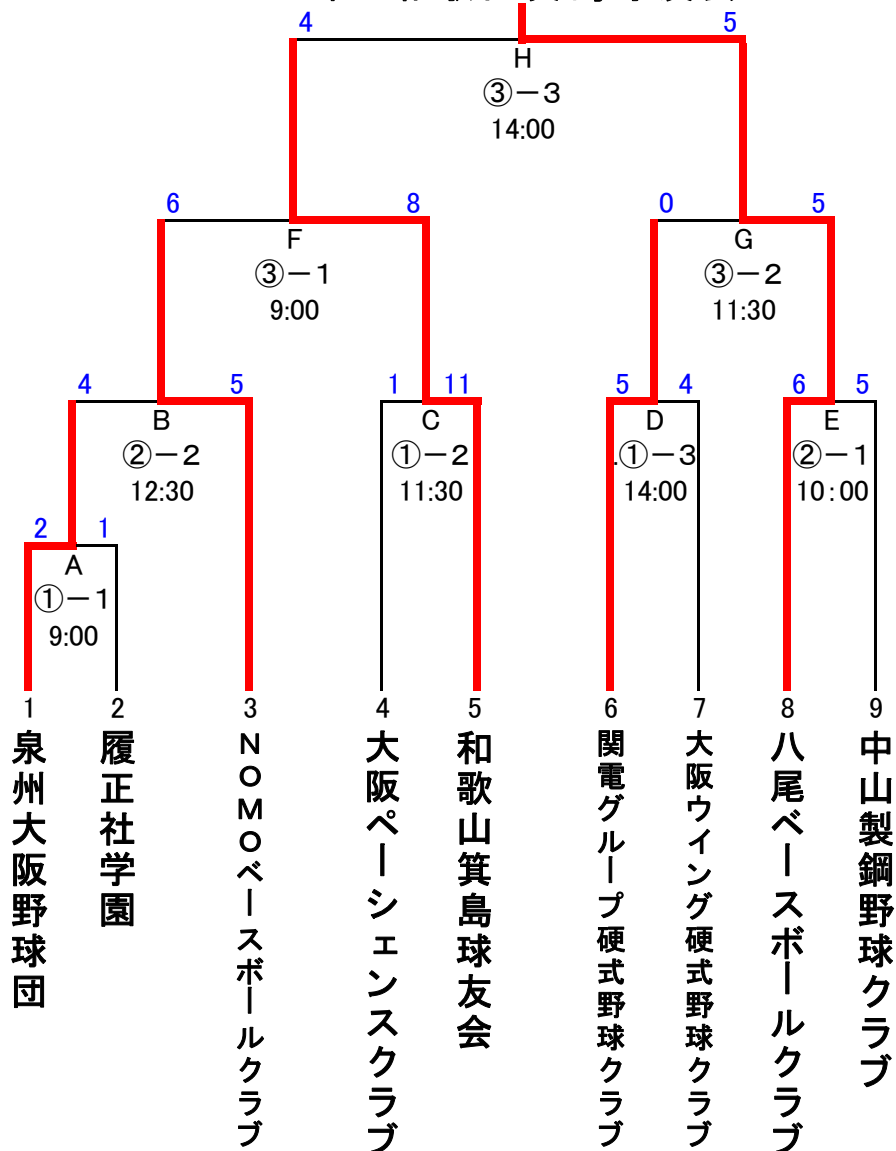 4 5
H
③－3
14:00
6 8 0 5
F G
③－1 ③－2
9:00 11:30
4 5 1 11 5 4 6 5
B C D E
②－2 ①－2 .①－3 ②－1
12:30 11:30 14:00 10:00
2 1
A
①－1
9:00
1 2 3 4 5 6 7 8 9
泉州大阪野球団
履正社学園
NOMOベースボールクラブ
大阪ペーシェンスクラブ
和歌山箕島球友会
関電グループ硬式野球クラブ
大阪ウイング硬式野球クラブ
八尾ベースボールクラブ
中山製鋼野球クラブ